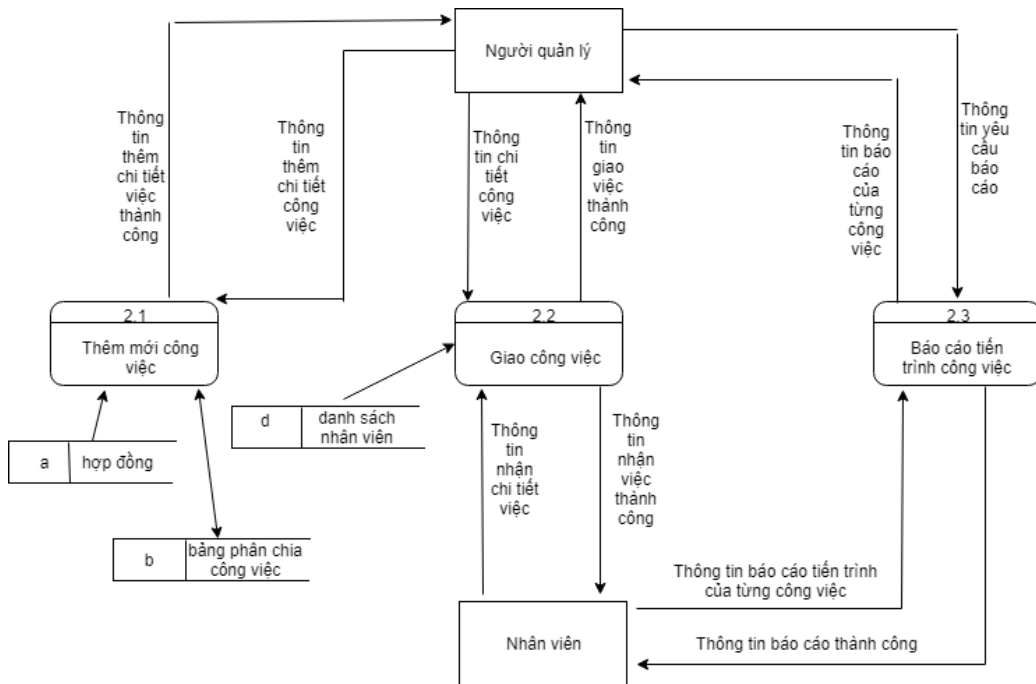 Người quản lý
Thông
tin
thêm
chi tiết
việc
thành
công
Thông
tin
thêm
chi tiết
công
việc
Thông
tin chi
tiết
công
việc
Thông
tin
giao
việc
thành
công
Thông
tin báo
cáo
của
từng
công
việc
Thông
tin yêu
cầu
báo
cáo
2.1
Thêm mới công
việc
2.2
Giao công việc
2.3
Báo cáo tiến
trình công việc
a
hợp đồng
b
bảng phân chia
công việc
d
danh sách
nhân viên
Thông
tin
nhận
chi tiết
việc
Thông
tin
nhận
việc
thành
công
Thông tin báo cáo tiến trình
của từng công việc
Thông tin báo cáo thành công
Nhân viên